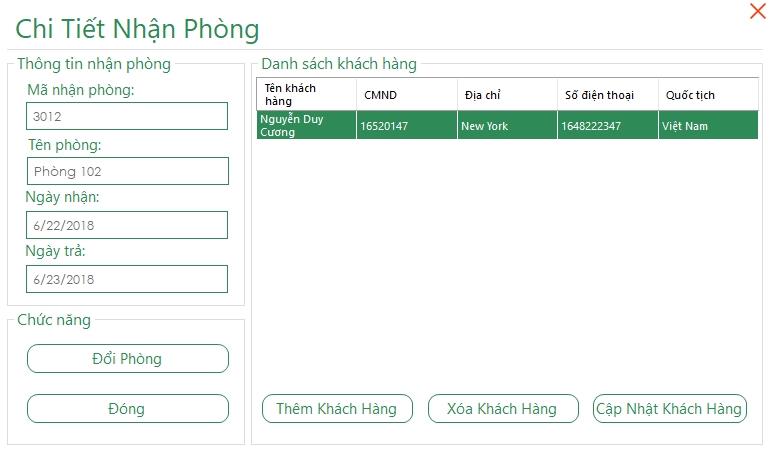 Chi Tiết Nhận Phòng
Thông tin nhận phòng
Mã nhận phòng:
3012
Tên phòng:
Phòng 102
Ngày nhận:
6/22/2018
Ngày trả:
6/23/2018
Chức năng
Đổi Phòng
Đóng
Danh sách khách hàng
Tên khách
hàng
CMND
Địa chỉ
Số điện thoại
Quốc tịch
Nguyễn Duy
Cương
16520147
New York
1648222347
Việt Nam
Thêm Khách Hàng
Xóa Khách Hàng
Cập Nhật Khách Hàng